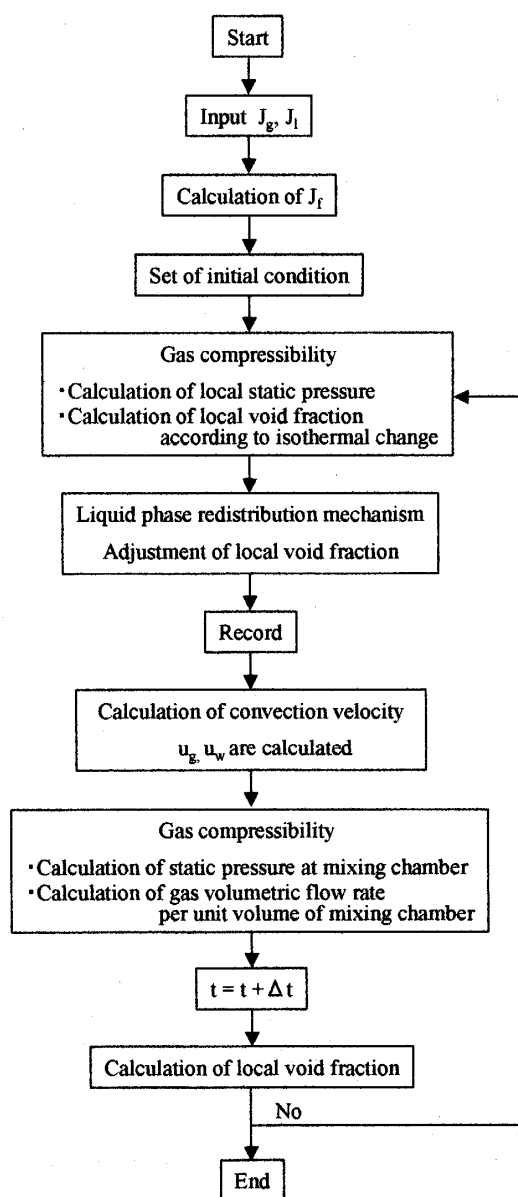 Start
Input J_g, J_l
Calculation of J_f
Set of initial condition
Gas compressibility
・Calculation of local static pressure
・Calculation of local void fraction
according to isothermal change
Liquid phase redistribution mechanism
Adjustment of local void fraction
Record
Calculation of convection velocity
u_g, u_w are calculated
Gas compressibility
・Calculation of static pressure at mixing chamber
・Calculation of gas volumetric flow rate
per unit volume of mixing chamber
t = t + Δ t
Calculation of local void fraction
No
End